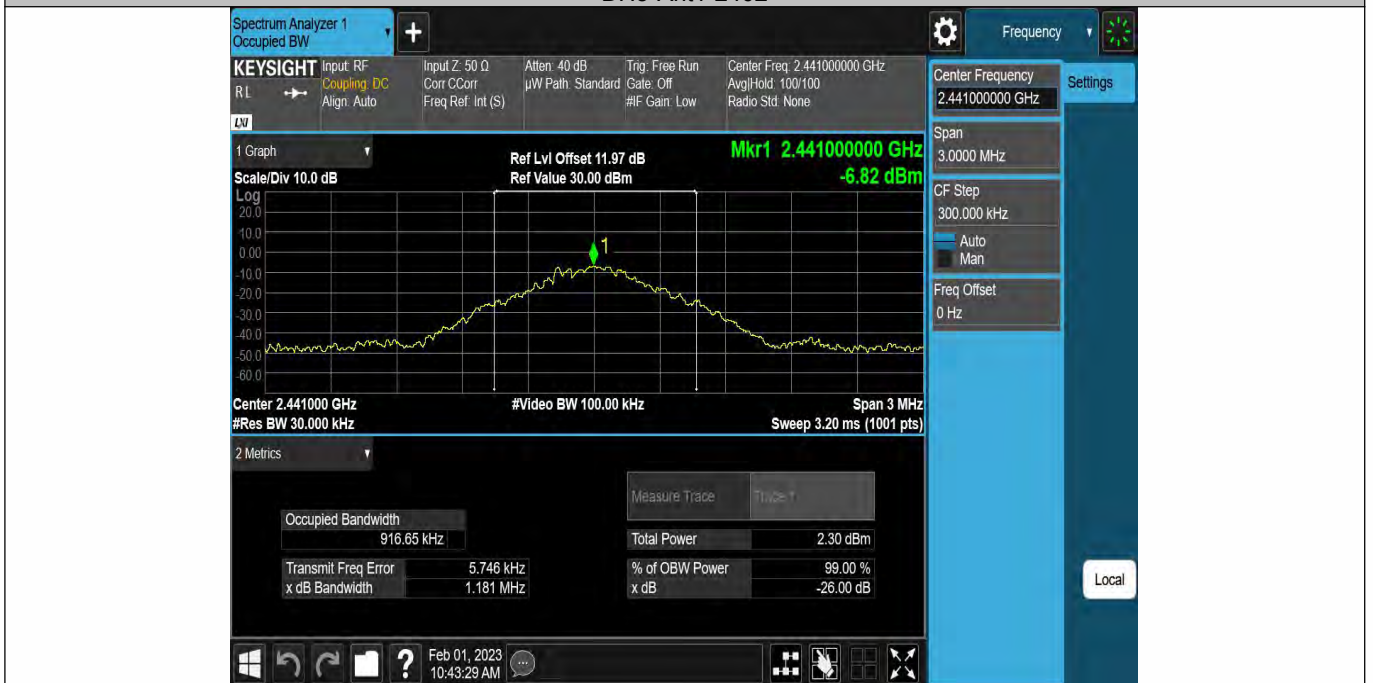 Spectrum Analyzer 1
Occupied BW
Frequency
KEYSIGHT
RL
LXI
Input: RF
Coupling: DC
Align: Auto
Input Z: 50 Ω
Corr CCorr
Freq Ref: Int (S)
Atten: 40 dB
µW Path: Standard
Trig: Free Run
Gate: Off
#IF Gain: Low
Center Freq: 2.441000000 GHz
Avg|Hold: 100/100
Radio Std: None
Center Frequency
2.441000000 GHz
Settings
Span
3.0000 MHz
CF Step
300.000 kHz
Auto
Man
Freq Offset
0 Hz
Local
1 Graph
Scale/Div 10.0 dB
Ref Lvl Offset 11.97 dB
Ref Value 30.00 dBm
Mkr1 2.441000000 GHz
-6.82 dBm
Log
20.0
10.0
0.00
-10.0
-20.0
-30.0
-40.0
-50.0
-60.0
1
Center 2.441000 GHz
#Res BW 30.000 kHz
#Video BW 100.00 kHz
Span 3 MHz
Sweep 3.20 ms (1001 pts)
2 Metrics
Measure Trace
Trace 1
Occupied Bandwidth
916.65 kHz
Total Power 2.30 dBm
Transmit Freq Error 5.746 kHz
% of OBW Power 99.00 %
x dB Bandwidth 1.181 MHz
x dB -26.00 dB
Feb 01, 2023
10:43:29 AM